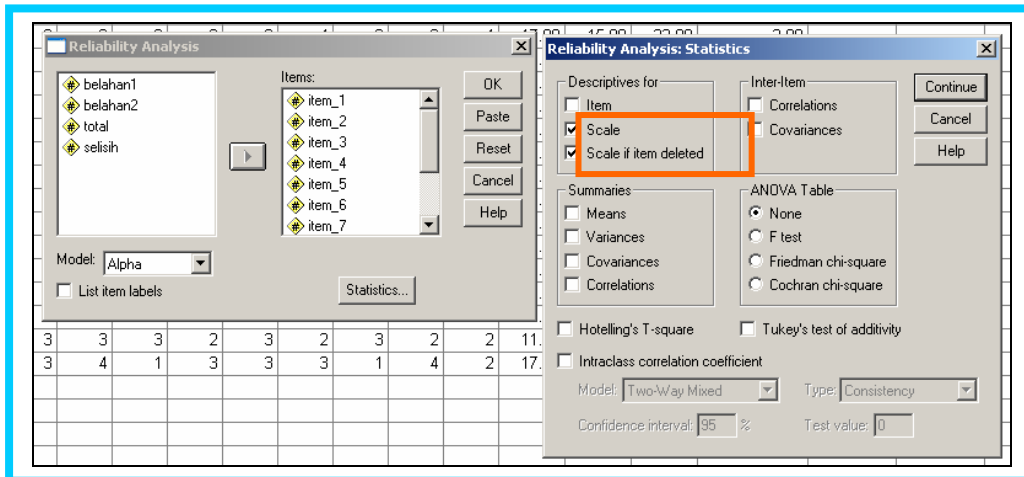 Reliability Analysis
belahan1
belahan2
total
selisih
Items:
item_1
item_2
item_3
item_4
item_5
item_6
item_7
OK
Paste
Reset
Cancel
Help
Model: Alpha
List item labels
Statistics...
Reliability Analysis: Statistics
Descriptives for
Item
Scale
Scale if item deleted
Inter-Item
Correlations
Covariances
Continue
Cancel
Help
Summaries
Means
Variances
Covariances
Correlations
ANOVA Table
None
F test
Friedman chi-square
Cochran chi-square
Hotelling's T-square
Tukey's test of additivity
Intraclass correlation coefficient
Model: Two-Way Mixed
Type: Consistency
Confidence interval: 95 %
Test value: 0
3 3 3 2 3 2 3 2 2 11.
3 4 1 3 3 3 1 4 2 17.